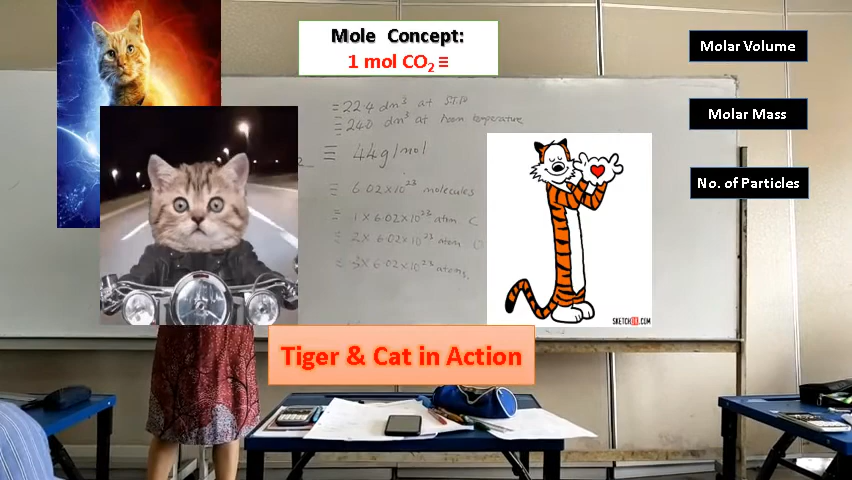 Mole Concept:
1 mol CO₂ ≡
Molar Volume
Molar Mass
No. of Particles
≡ 22.4 dm³ at S.T.P
≡ 240 dm³ at room temperature
≡ 44g/mol
≡ 6.02×10²³ molecules
≡ 1 × 6.02×10²³ atom C
≡ 2 × 6.02×10²³ atom O
≡ 3 × 6.02×10²³ atoms.
SKETCHOK.COM
Tiger & Cat in Action